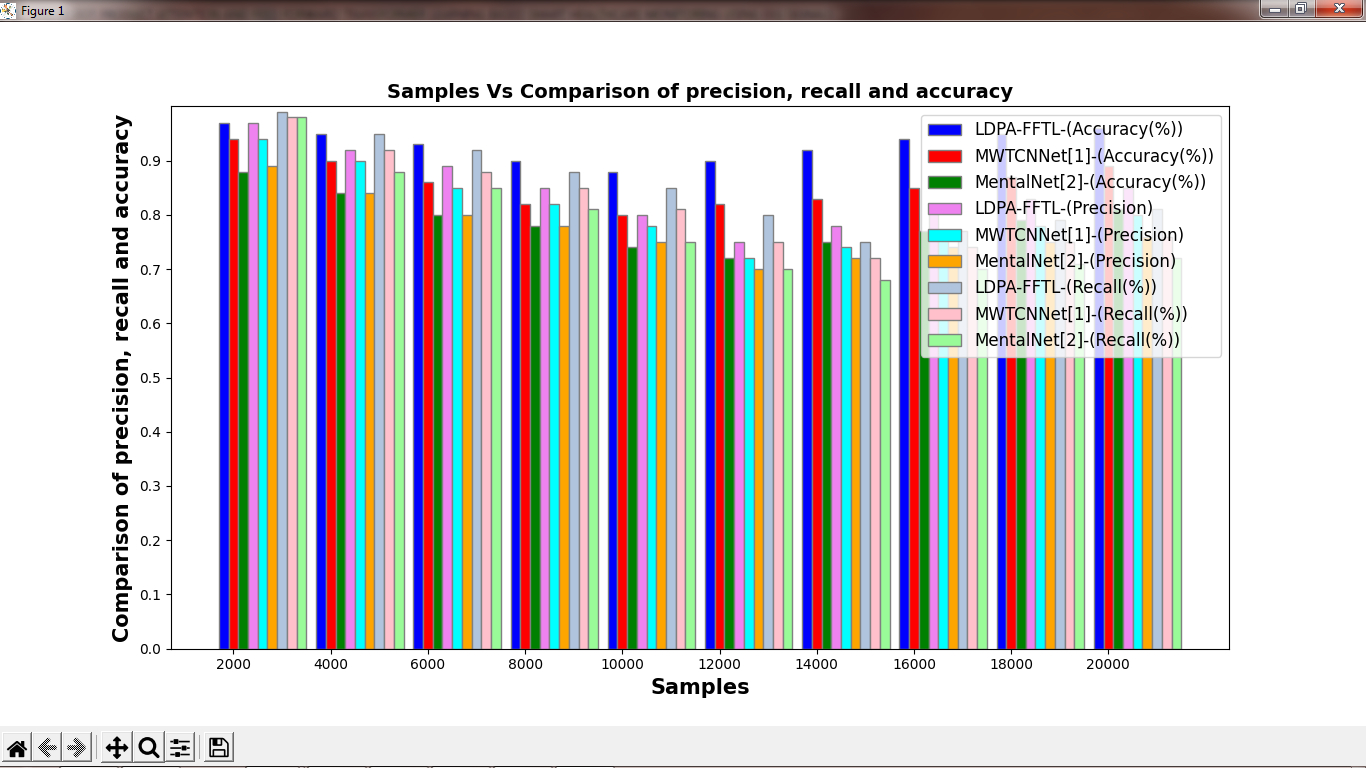 Figure 1
Samples Vs Comparison of precision, recall and accuracy
Comparison of precision, recall and accuracy
0.9
0.8
0.7
0.6
0.5
0.4
0.3
0.2
0.1
0.0
LDPA-FFTL-(Accuracy(%))
MWTCNNet[1]-(Accuracy(%))
MentalNet[2]-(Accuracy(%))
LDPA-FFTL-(Precision)
MWTCNNet[1]-(Precision)
MentalNet[2]-(Precision)
LDPA-FFTL-(Recall(%))
MWTCNNet[1]-(Recall(%))
MentalNet[2]-(Recall(%))
2000 4000 6000 8000 10000 12000 14000 16000 18000 20000
Samples